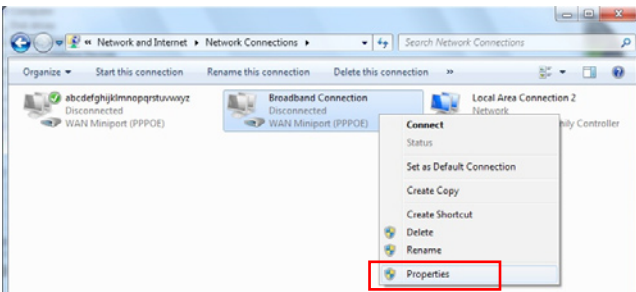 « Network and Internet ▸ Network Connections ▸
Search Network Connections
Organize ▾ Start this connection Rename this connection Delete this connection »
abcdefghijklmnopqrstuvwxyz
Disconnected
WAN Miniport (PPPOE)
Broadband Connection
Disconnected
WAN Miniport (PPPOE)
Local Area Connection 2
Network
ily Controller
Connect
Status
Set as Default Connection
Create Copy
Create Shortcut
Delete
Rename
Properties